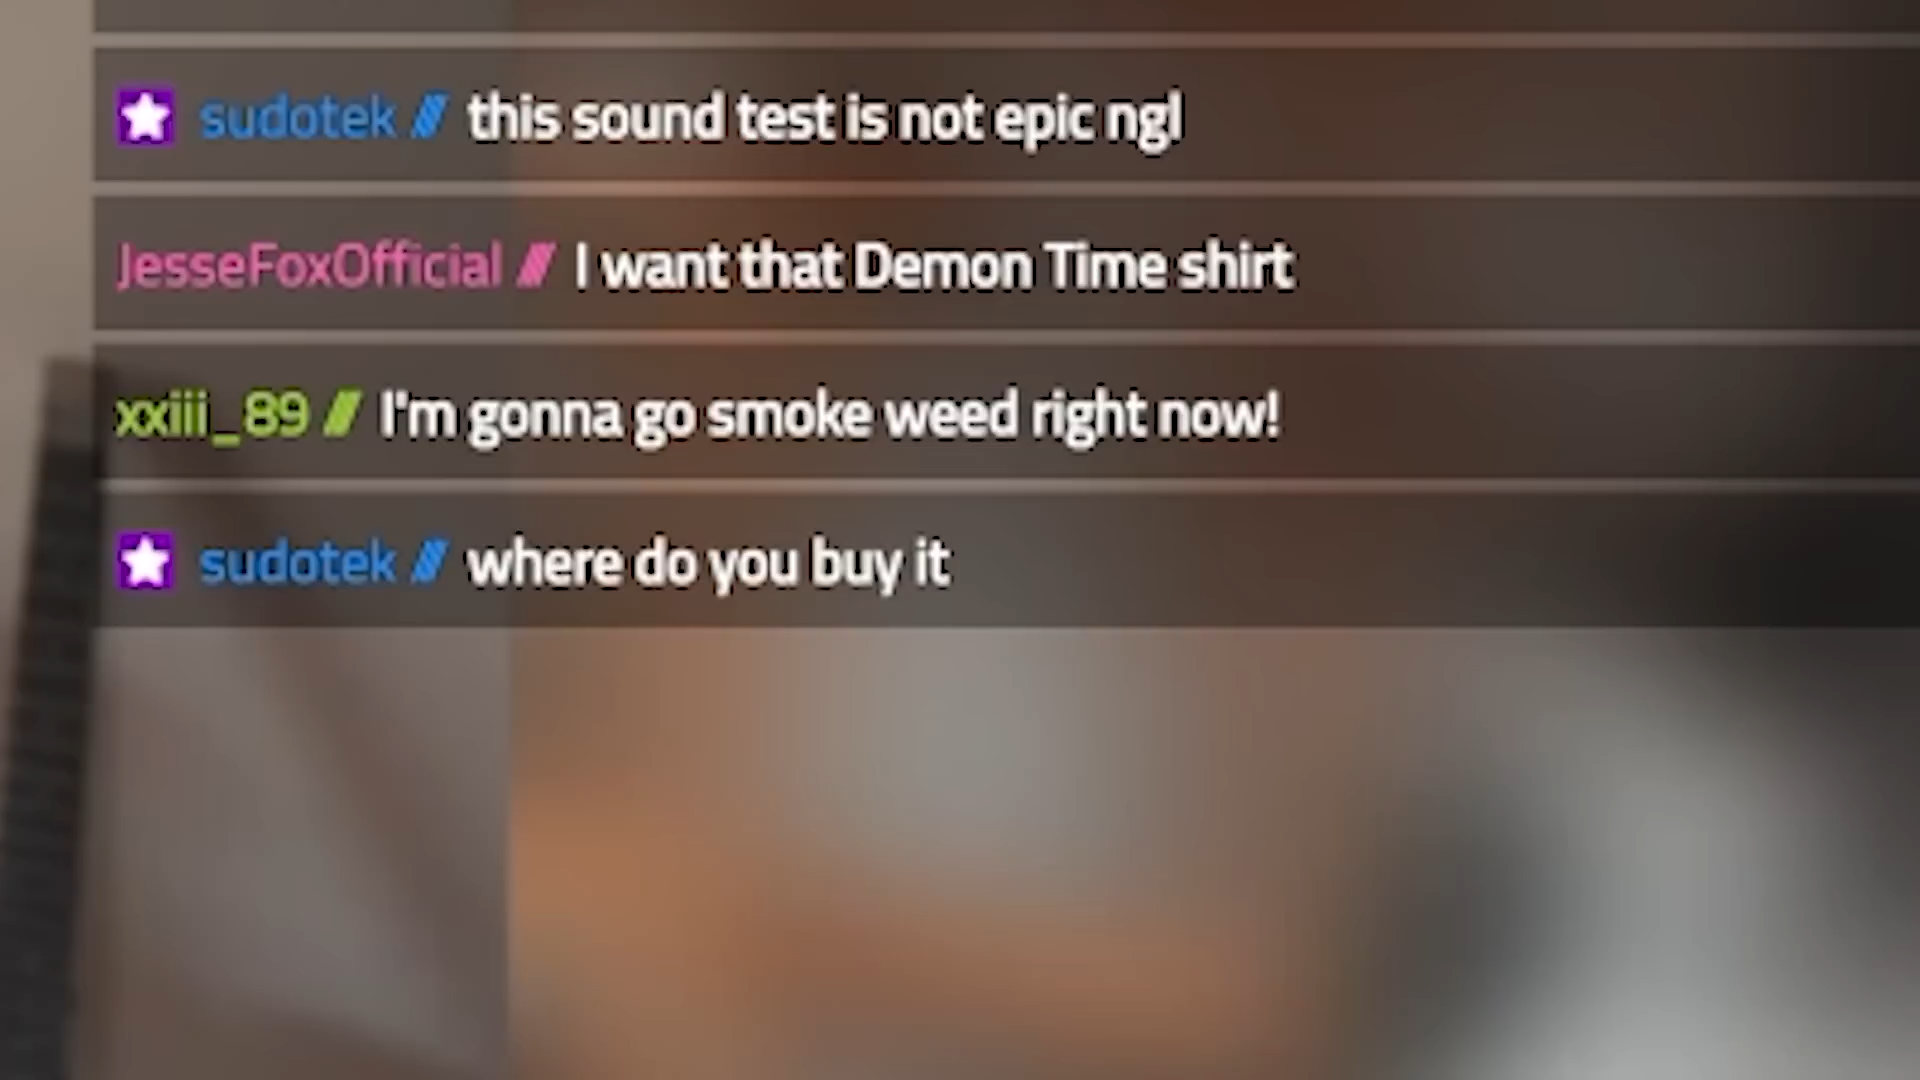 sudotek // this sound test is not epic ngl
JesseFoxOfficial // I want that Demon Time shirt
xxiii_89 // I'm gonna go smoke weed right now!
sudotek // where do you buy it